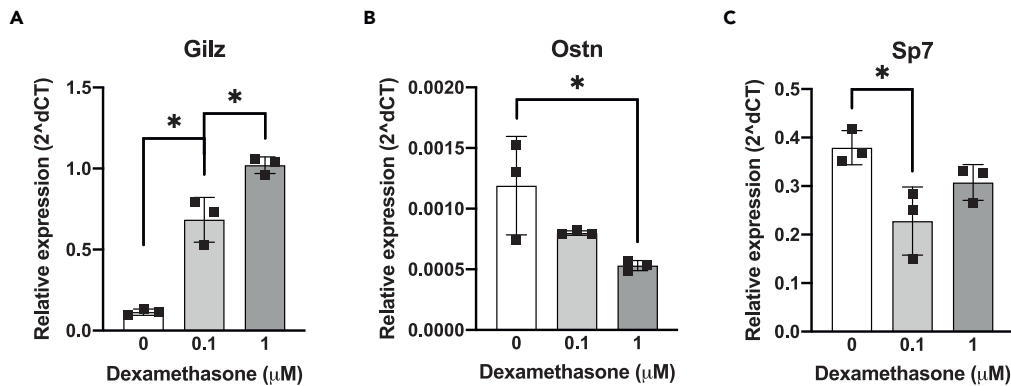 A
Gilz
Relative expression (2^dCT)
1.5
1.0
0.5
0.0
*
*
0 0.1 1
Dexamethasone (μM)
B
Ostn
Relative expression (2^dCT)
0.0020
0.0015
0.0010
0.0005
0.0000
*
0 0.1 1
Dexamethasone (μM)
C
Sp7
Relative expression (2^dCT)
0.5
0.4
0.3
0.2
0.1
0.0
*
0 0.1 1
Dexamethasone (μM)